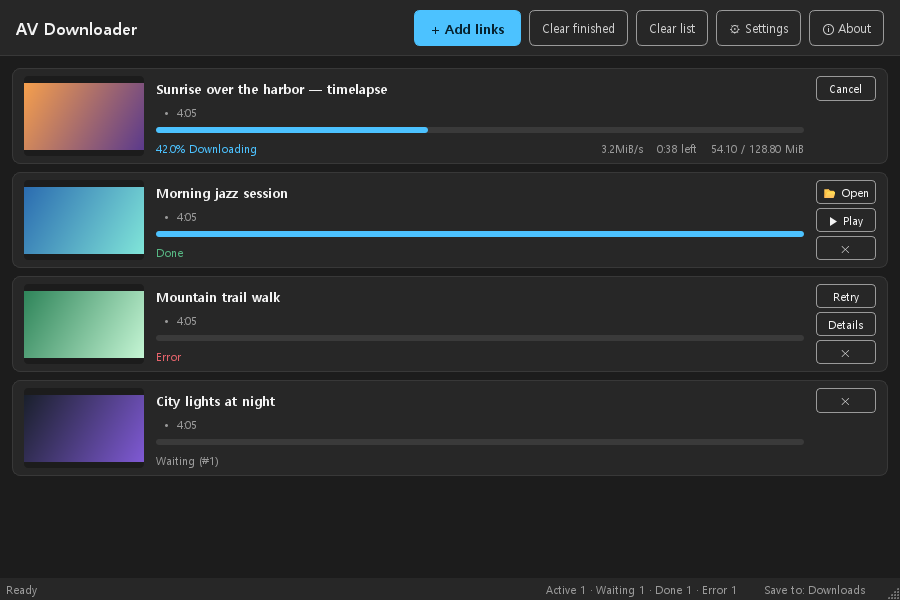 AV Downloader
+ Add links
Clear finished
Clear list
⚙ Settings
ⓘ About
Sunrise over the harbor — timelapse
Cancel
• 4:05
42.0% Downloading
3.2MiB/s 0:38 left 54.10 / 128.80 MiB
Morning jazz session
Open
• 4:05
▶ Play
Done
×
Mountain trail walk
Retry
• 4:05
Details
Error
×
City lights at night
×
• 4:05
Waiting (#1)
Ready
Active 1 · Waiting 1 · Done 1 · Error 1
Save to: Downloads